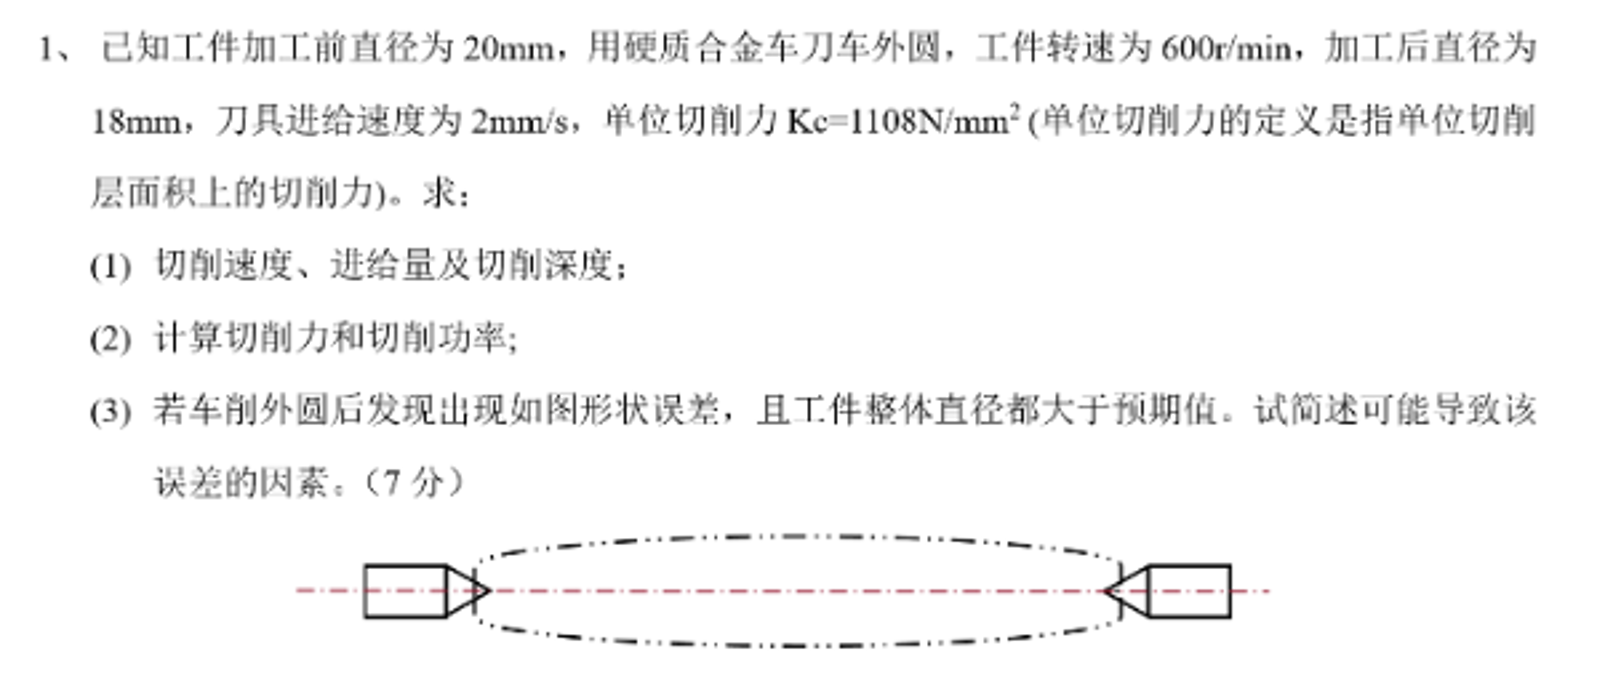 1、 已知工件加工前直径为 20mm，用硬质合金车刀车外圆，工件转速为 600r/min，加工后直径为
18mm，刀具进给速度为 2mm/s，单位切削力 Kc=1108N/mm² (单位切削力的定义是指单位切削
层面积上的切削力)。求：
(1) 切削速度、进给量及切削深度；
(2) 计算切削力和切削功率;
(3) 若车削外圆后发现出现如图形状误差，且工件整体直径都大于预期值。试简述可能导致该
误差的因素。（7 分）